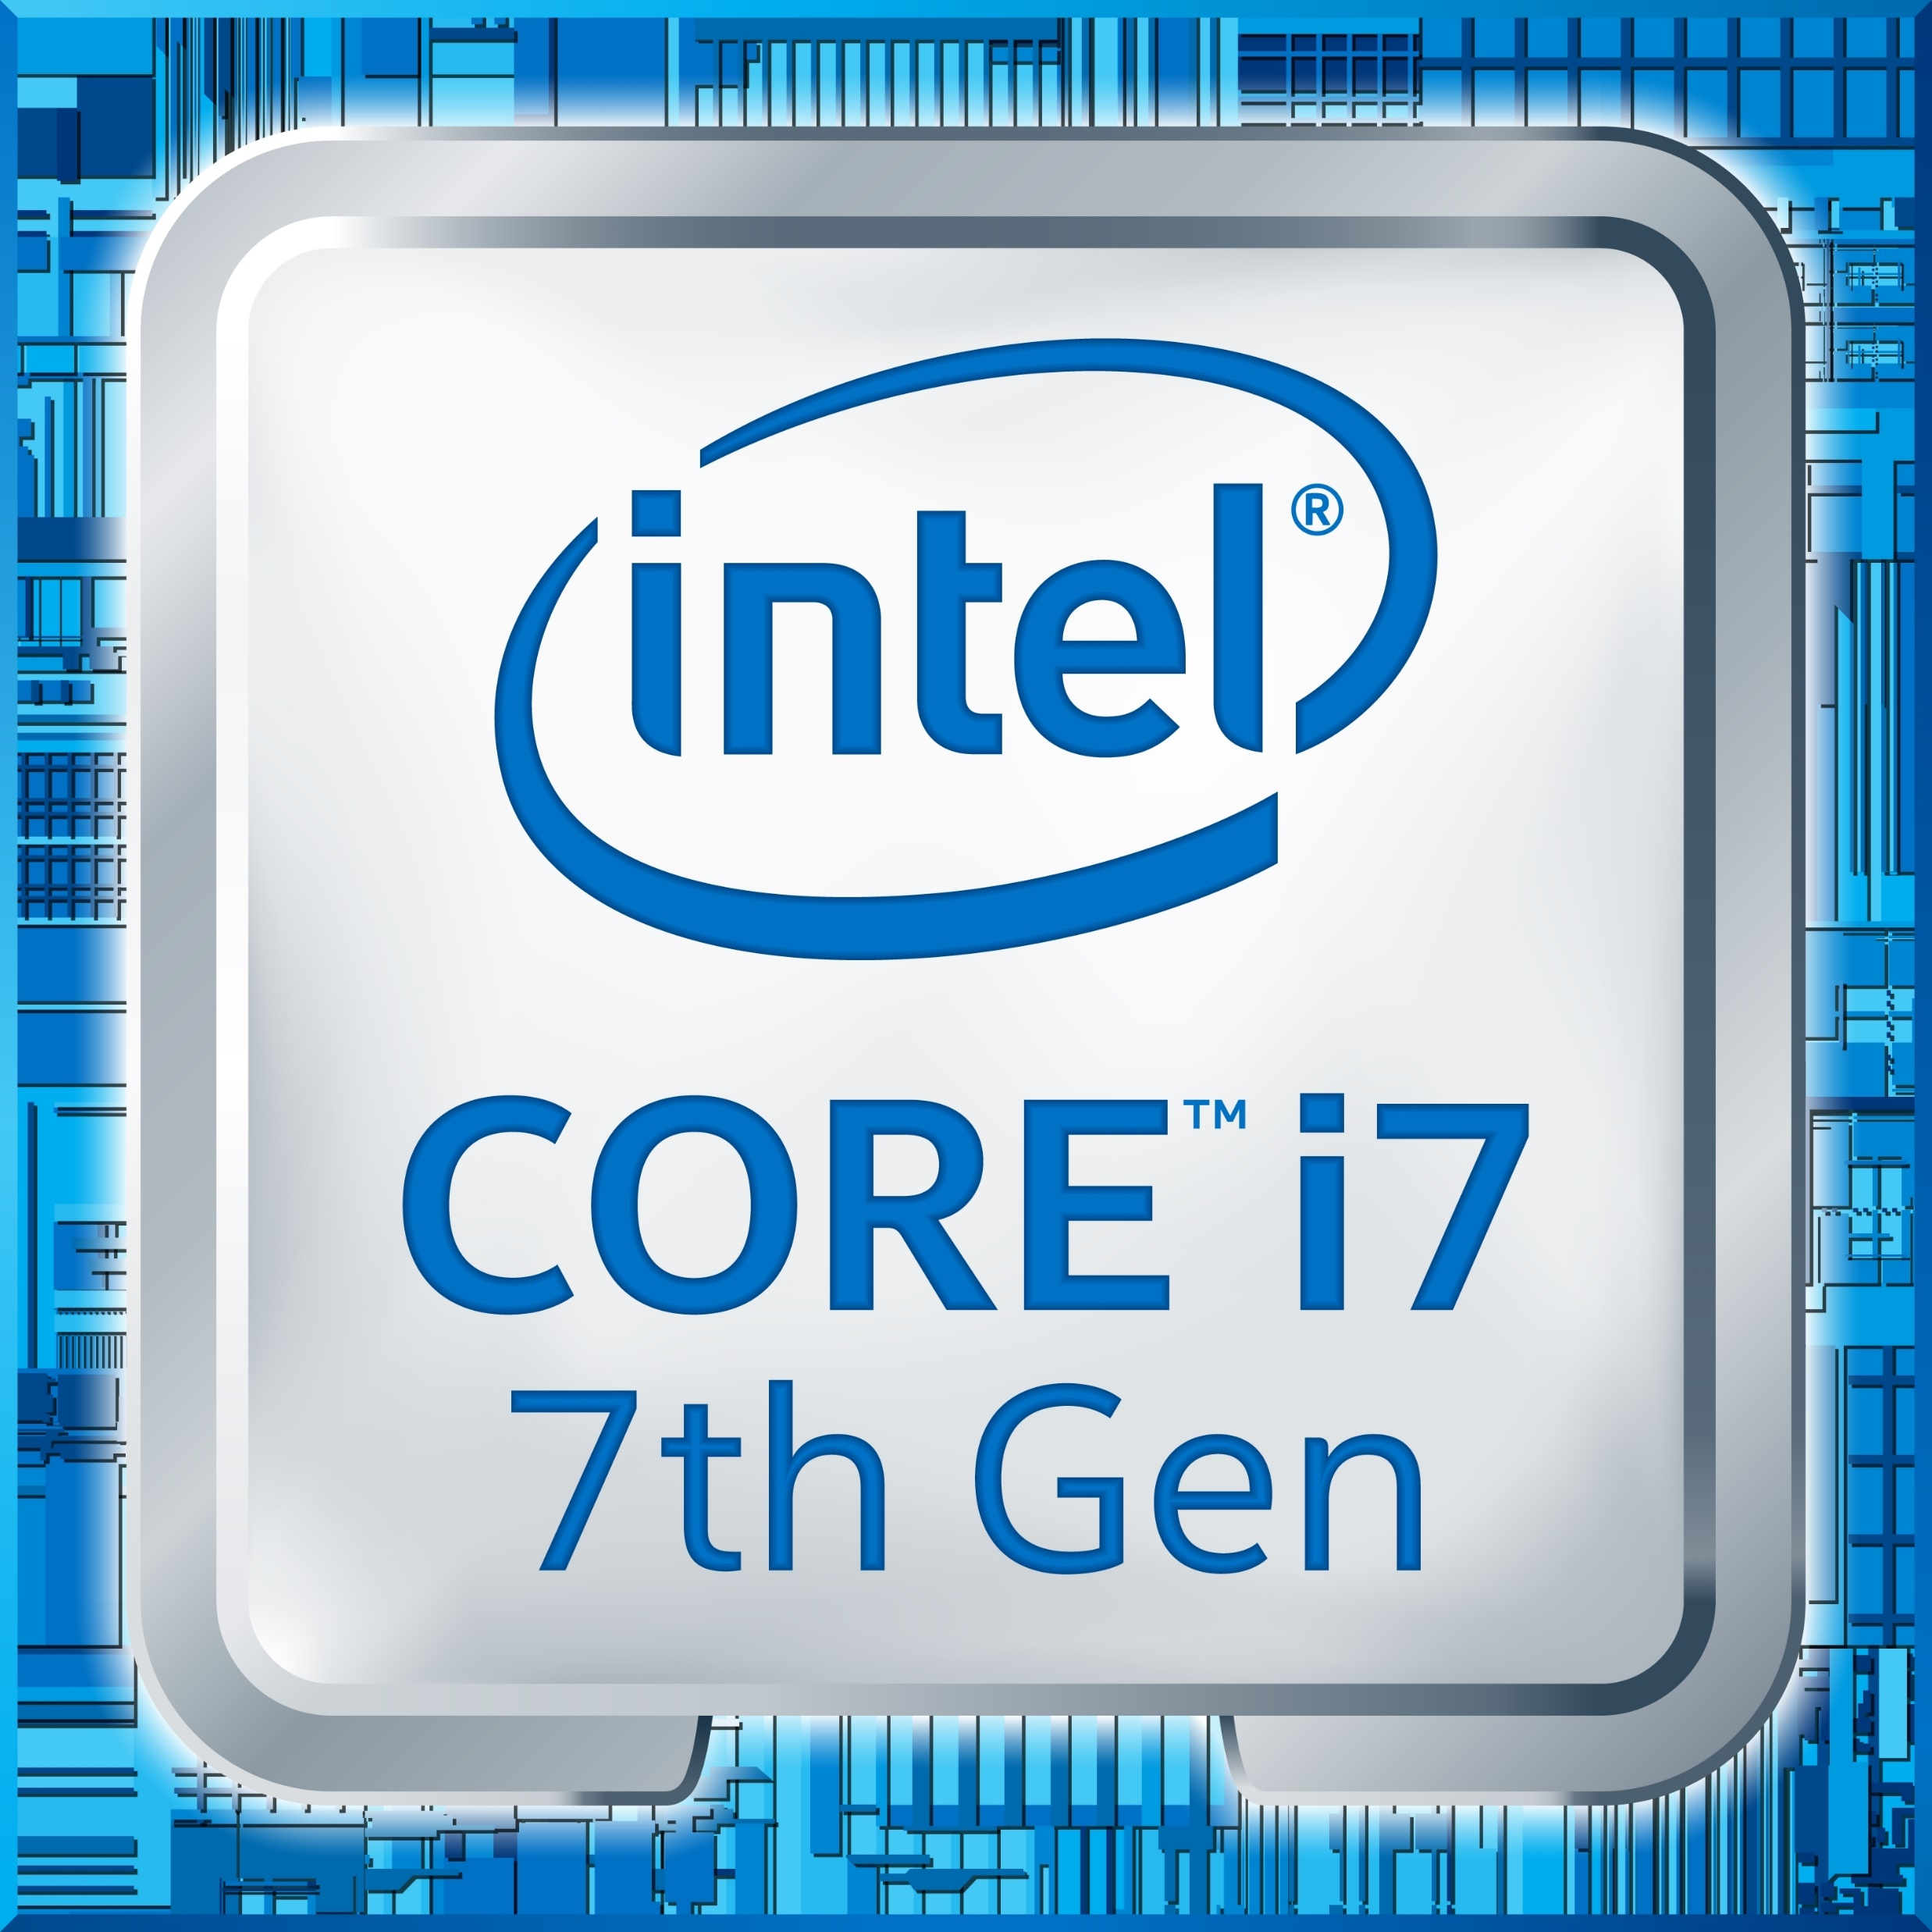 intel®
CORE™ i7
7th Gen